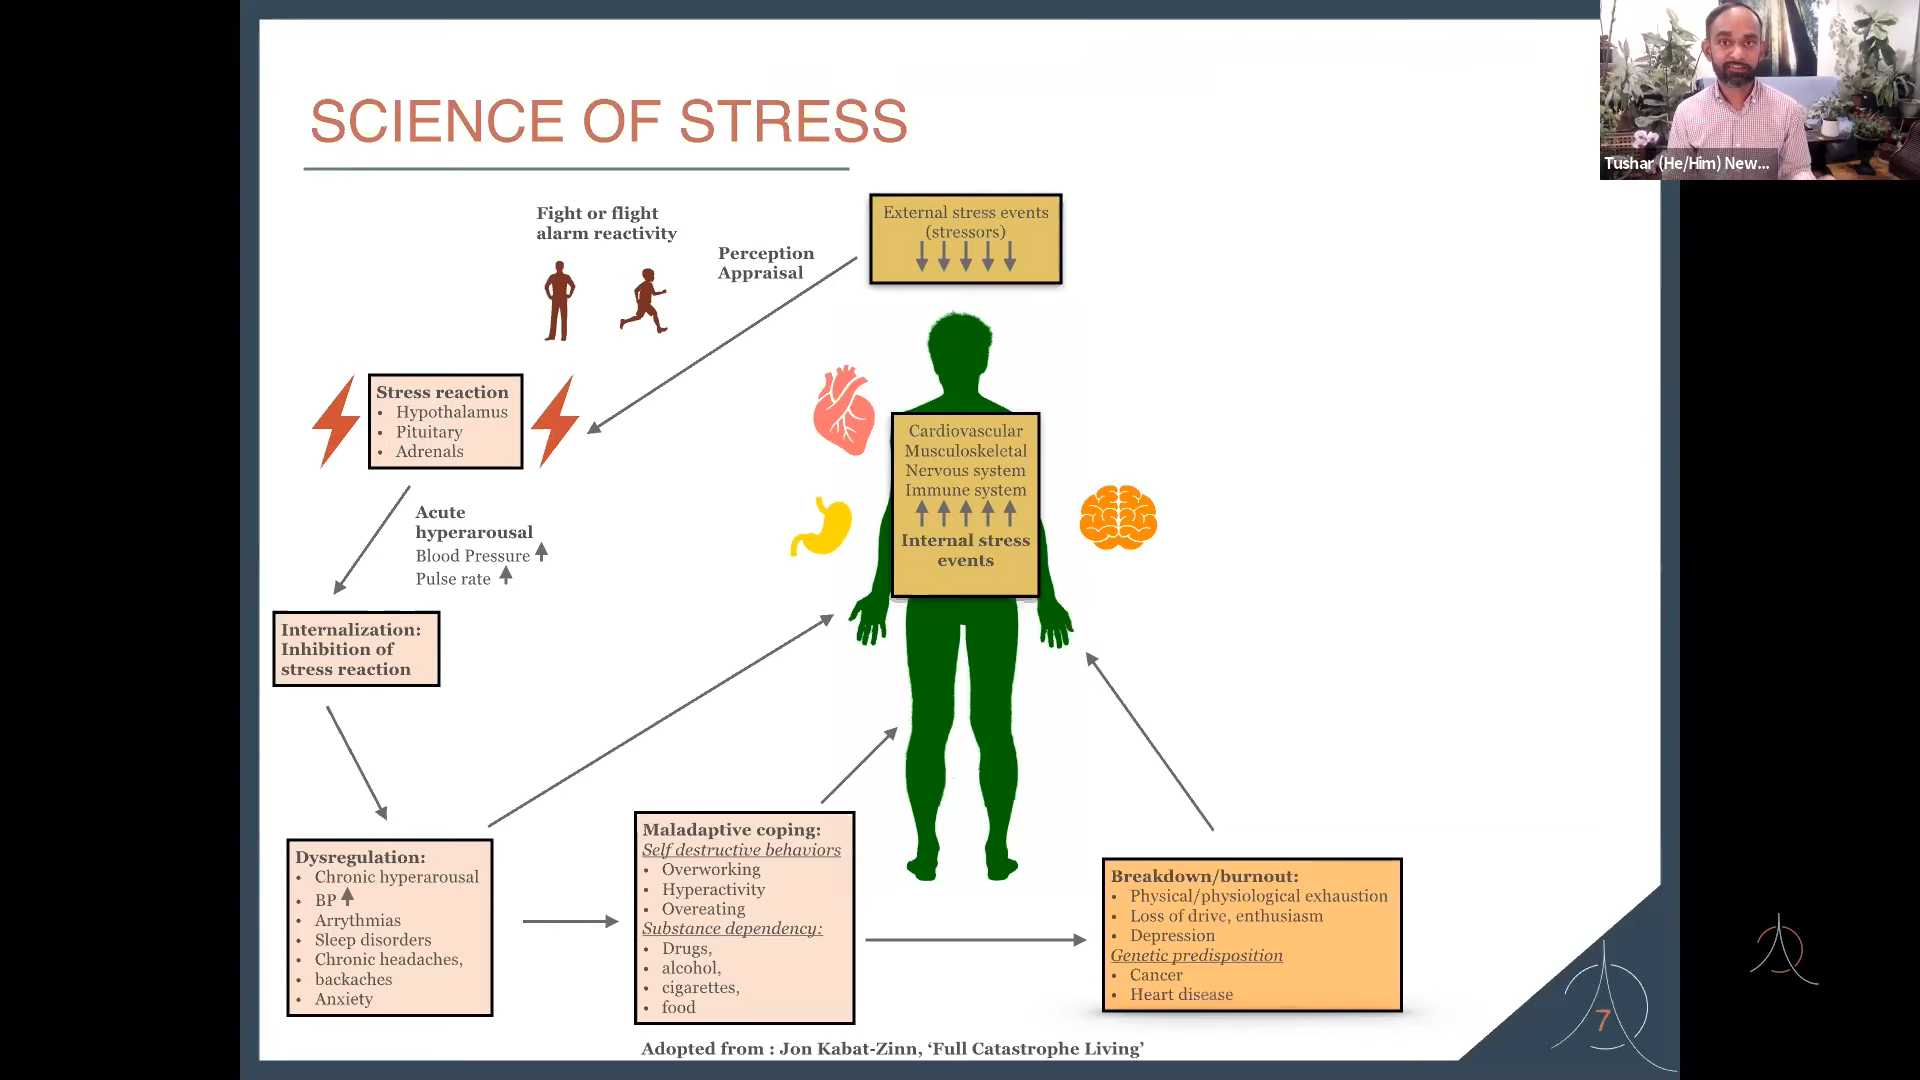 SCIENCE OF STRESS
Tushar (He/Him) New...
Fight or flight
alarm reactivity
Perception
Appraisal
External stress events
(stressors)
Stress reaction
• Hypothalamus
• Pituitary
• Adrenals
Cardiovascular
Musculoskeletal
Nervous system
Immune system
Internal stress
events
Acute
hyperarousal
Blood Pressure
Pulse rate
Internalization:
Inhibition of
stress reaction
Dysregulation:
• Chronic hyperarousal
• BP
• Arrythmias
• Sleep disorders
• Chronic headaches,
• backaches
• Anxiety
Maladaptive coping:
Self destructive behaviors
• Overworking
• Hyperactivity
• Overeating
Substance dependency:
• Drugs,
• alcohol,
• cigarettes,
• food
Breakdown/burnout:
• Physical/physiological exhaustion
• Loss of drive, enthusiasm
• Depression
Genetic predisposition
• Cancer
• Heart disease
7
Adopted from : Jon Kabat-Zinn, ‘Full Catastrophe Living’